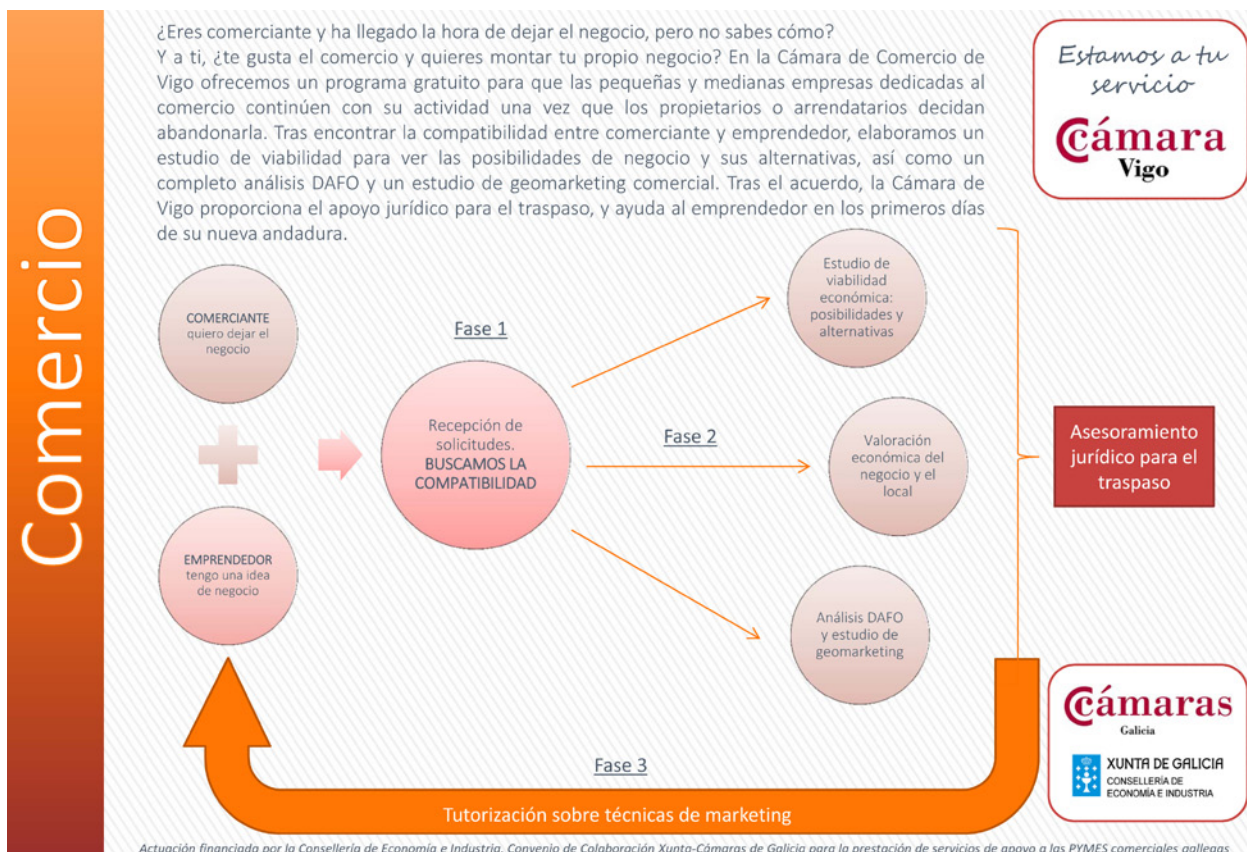 ¿Eres comerciante y ha llegado la hora de dejar el negocio, pero no sabes cómo?
Y a ti, ¿te gusta el comercio y quieres montar tu propio negocio? En la Cámara de Comercio de
Vigo ofrecemos un programa gratuito para que las pequeñas y medianas empresas dedicadas al
comercio continúen con su actividad una vez que los propietarios o arrendatarios decidan
abandonarla. Tras encontrar la compatibilidad entre comerciante y emprendedor, elaboramos un
estudio de viabilidad para ver las posibilidades de negocio y sus alternativas, así como un
completo análisis DAFO y un estudio de geomarketing comercial. Tras el acuerdo, la Cámara de
Vigo proporciona el apoyo jurídico para el traspaso, y ayuda al emprendedor en los primeros días
de su nueva andadura.
Estamos a tu
servicio
Cámara
Vigo
Comercio
COMERCIANTE
quiero dejar el
negocio
EMPRENDEDOR
tengo una idea
de negocio
Fase 1
Recepción de
solicitudes.
BUSCAMOS LA
COMPATIBILIDAD
Fase 2
Estudio de
viabilidad
económica:
posibilidades y
alternativas
Valoración
económica del
negocio y el
local
Análisis DAFO
y estudio de
geomarketing
Asesoramiento
jurídico para el
traspaso
Fase 3
Tutorización sobre técnicas de marketing
Cámaras
Galicia
XUNTA DE GALICIA
CONSELLERÍA DE
ECONOMÍA E INDUSTRIA
Actuación financiada por la Consellería de Economía e Industria. Convenio de Colaboración Xunta-Cámaras de Galicia para la prestación de servicios de apoyo a las PYMES comerciales gallegas